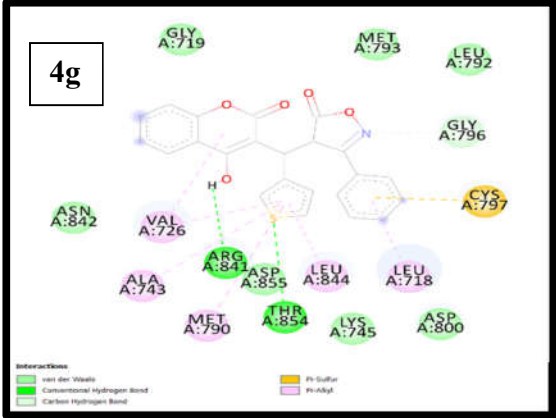 4g
GLY
A:719
MET
A:793
LEU
A:792
O
O
O
O
N
GLY
A:796
O
H
S
CYS
A:797
ASN
A:842
VAL
A:726
ARG
A:841
ASP
A:855
LEU
A:844
LEU
A:718
ALA
A:743
MET
A:790
THR
A:854
LYS
A:745
ASP
A:800
Interactions
van der Waals
Conventional Hydrogen Bond
Carbon Hydrogen Bond
Pi-Sulfur
Pi-Alkyl